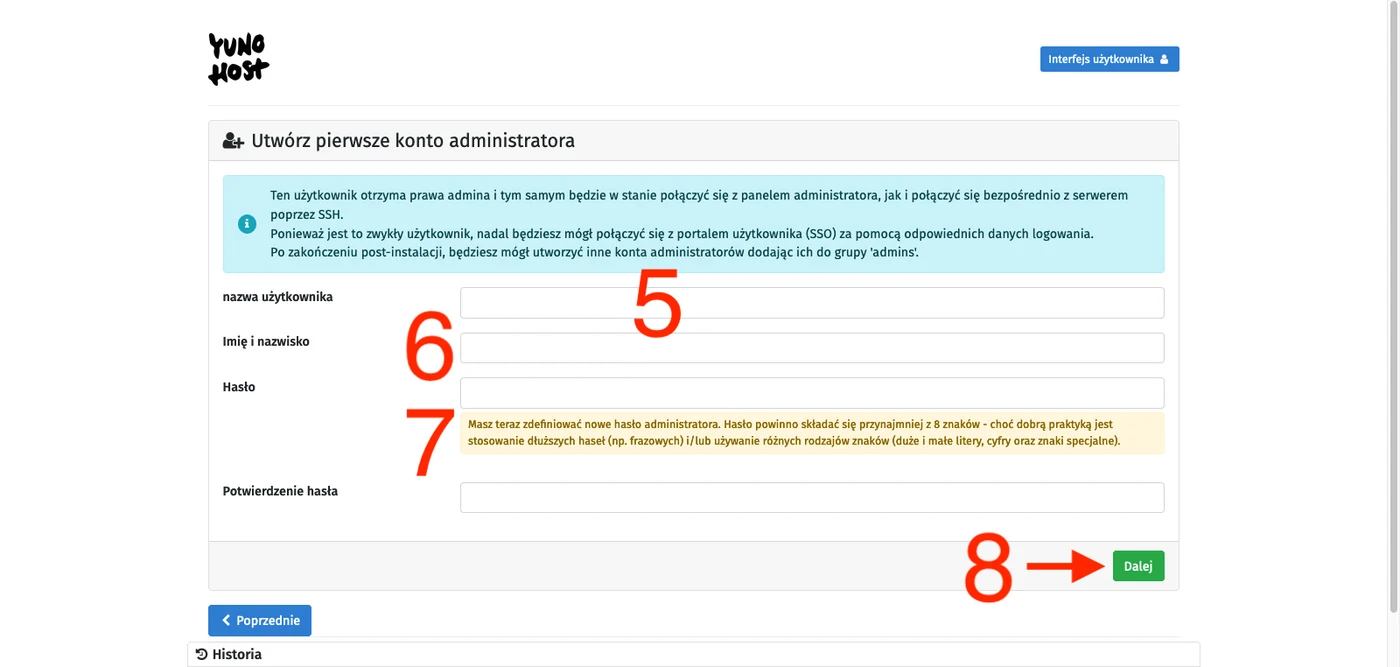 YUNO
HOST
Interfejs użytkownika
Utwórz pierwsze konto administratora
Ten użytkownik otrzyma prawa admina i tym samym będzie w stanie połączyć się z panelem administratora, jak i połączyć się bezpośrednio z serwerem
poprzez SSH.
Ponieważ jest to zwykły użytkownik, nadal będziesz mógł połączyć się z portalem użytkownika (SSO) za pomocą odpowiednich danych logowania.
Po zakończeniu post-instalacji, będziesz mógł utworzyć inne konta administratorów dodając ich do grupy 'admins'.
nazwa użytkownika
5
Imię i nazwisko
6
Hasło
7
Masz teraz zdefiniować nowe hasło administratora. Hasło powinno składać się przynajmniej z 8 znaków - choć dobrą praktyką jest
stosowanie dłuższych haseł (np. frazowych) i/lub używanie różnych rodzajów znaków (duże i małe litery, cyfry oraz znaki specjalne).
Potwierdzenie hasła
8
Dalej
Poprzednie
Historia